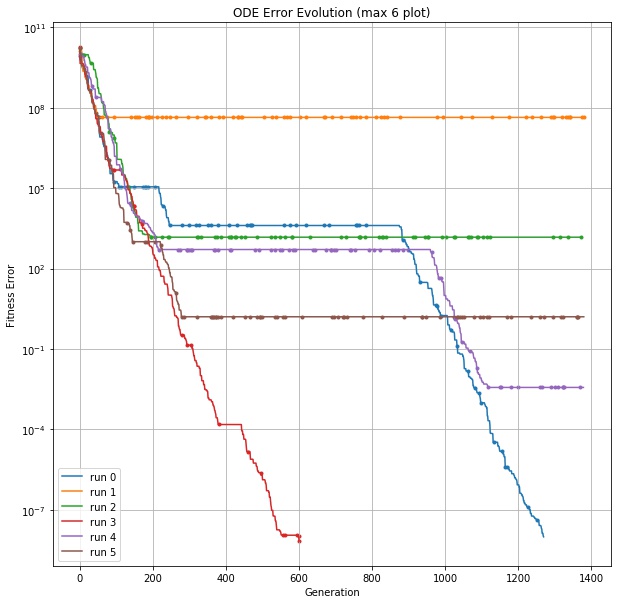 ODE Error Evolution (max 6 plot)
Fitness Error
10^11
10^8
10^5
10^2
10^−1
10^−4
10^−7
run 0
run 1
run 2
run 3
run 4
run 5
0 200 400 600 800 1000 1200 1400
Generation